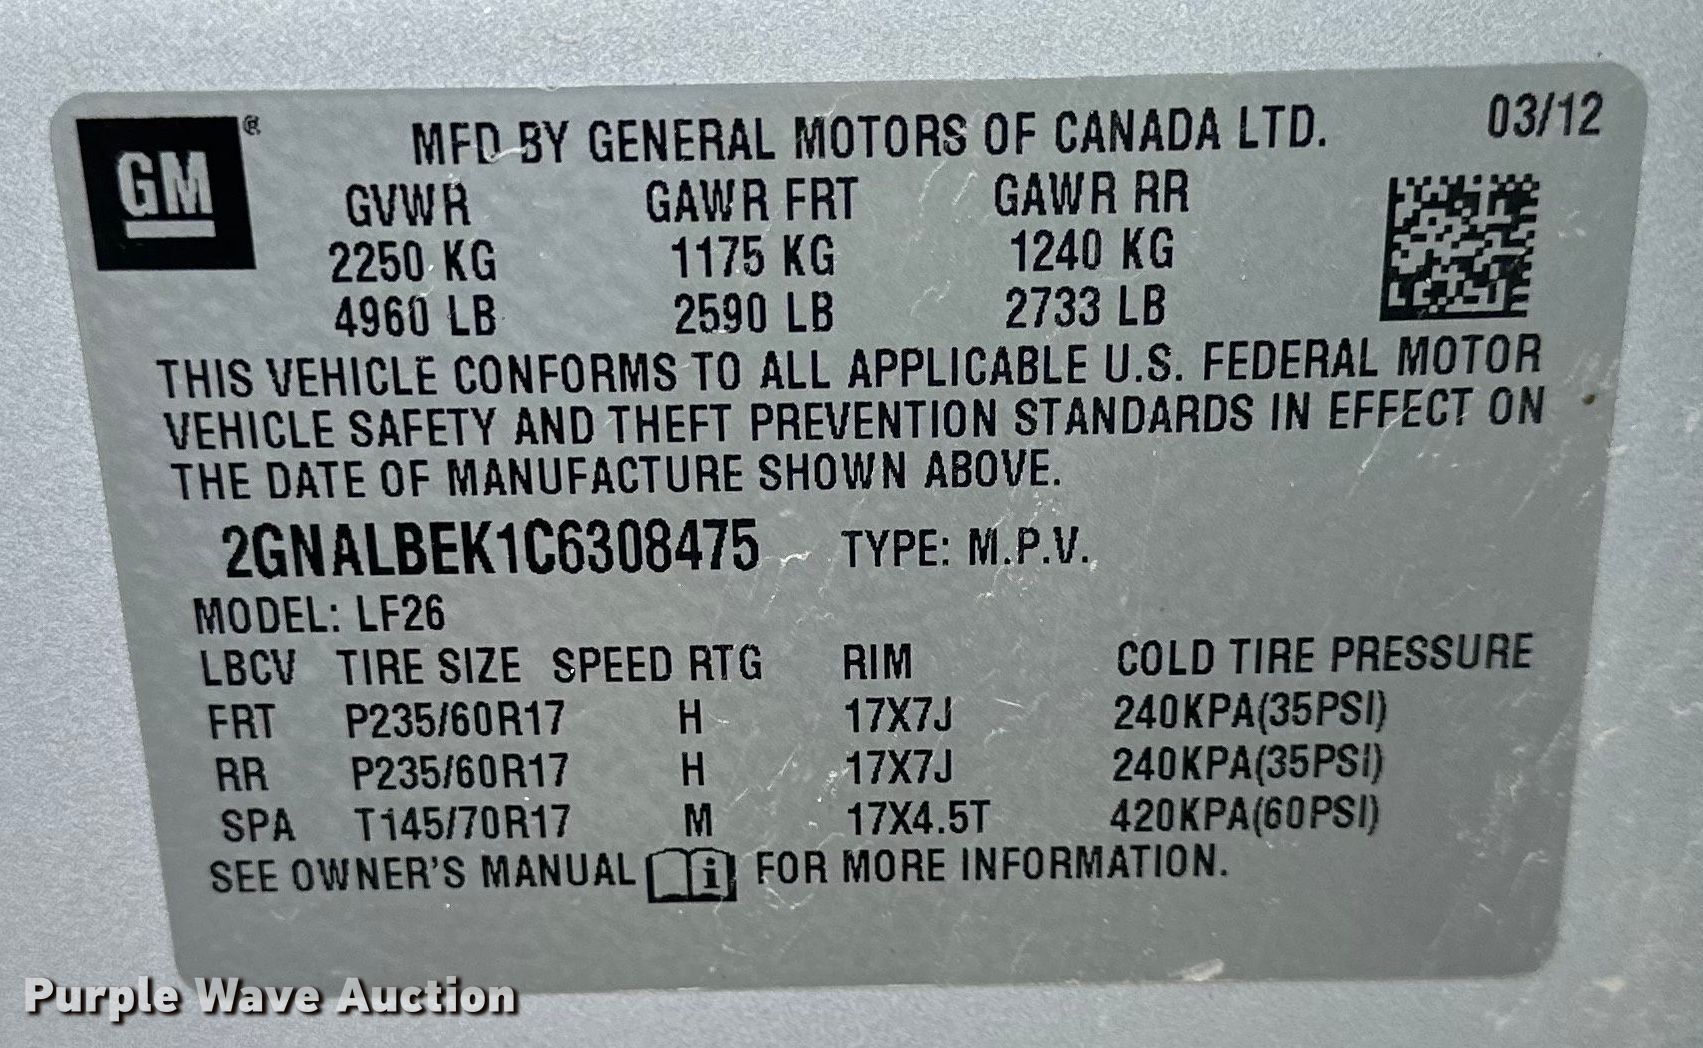 GM ®
MFD BY GENERAL MOTORS OF CANADA LTD. 03/12
GVWR GAWR FRT GAWR RR
2250 KG 1175 KG 1240 KG
4960 LB 2590 LB 2733 LB
THIS VEHICLE CONFORMS TO ALL APPLICABLE U.S. FEDERAL MOTOR
VEHICLE SAFETY AND THEFT PREVENTION STANDARDS IN EFFECT ON
THE DATE OF MANUFACTURE SHOWN ABOVE.
2GNALBEK1C6308475 TYPE: M.P.V.
MODEL: LF26
LBCV TIRE SIZE SPEED RTG RIM COLD TIRE PRESSURE
FRT P235/60R17 H 17X7J 240KPA(35PSI)
RR P235/60R17 H 17X7J 240KPA(35PSI)
SPA T145/70R17 M 17X4.5T 420KPA(60PSI)
SEE OWNER'S MANUAL i FOR MORE INFORMATION.
Purple Wave Auction